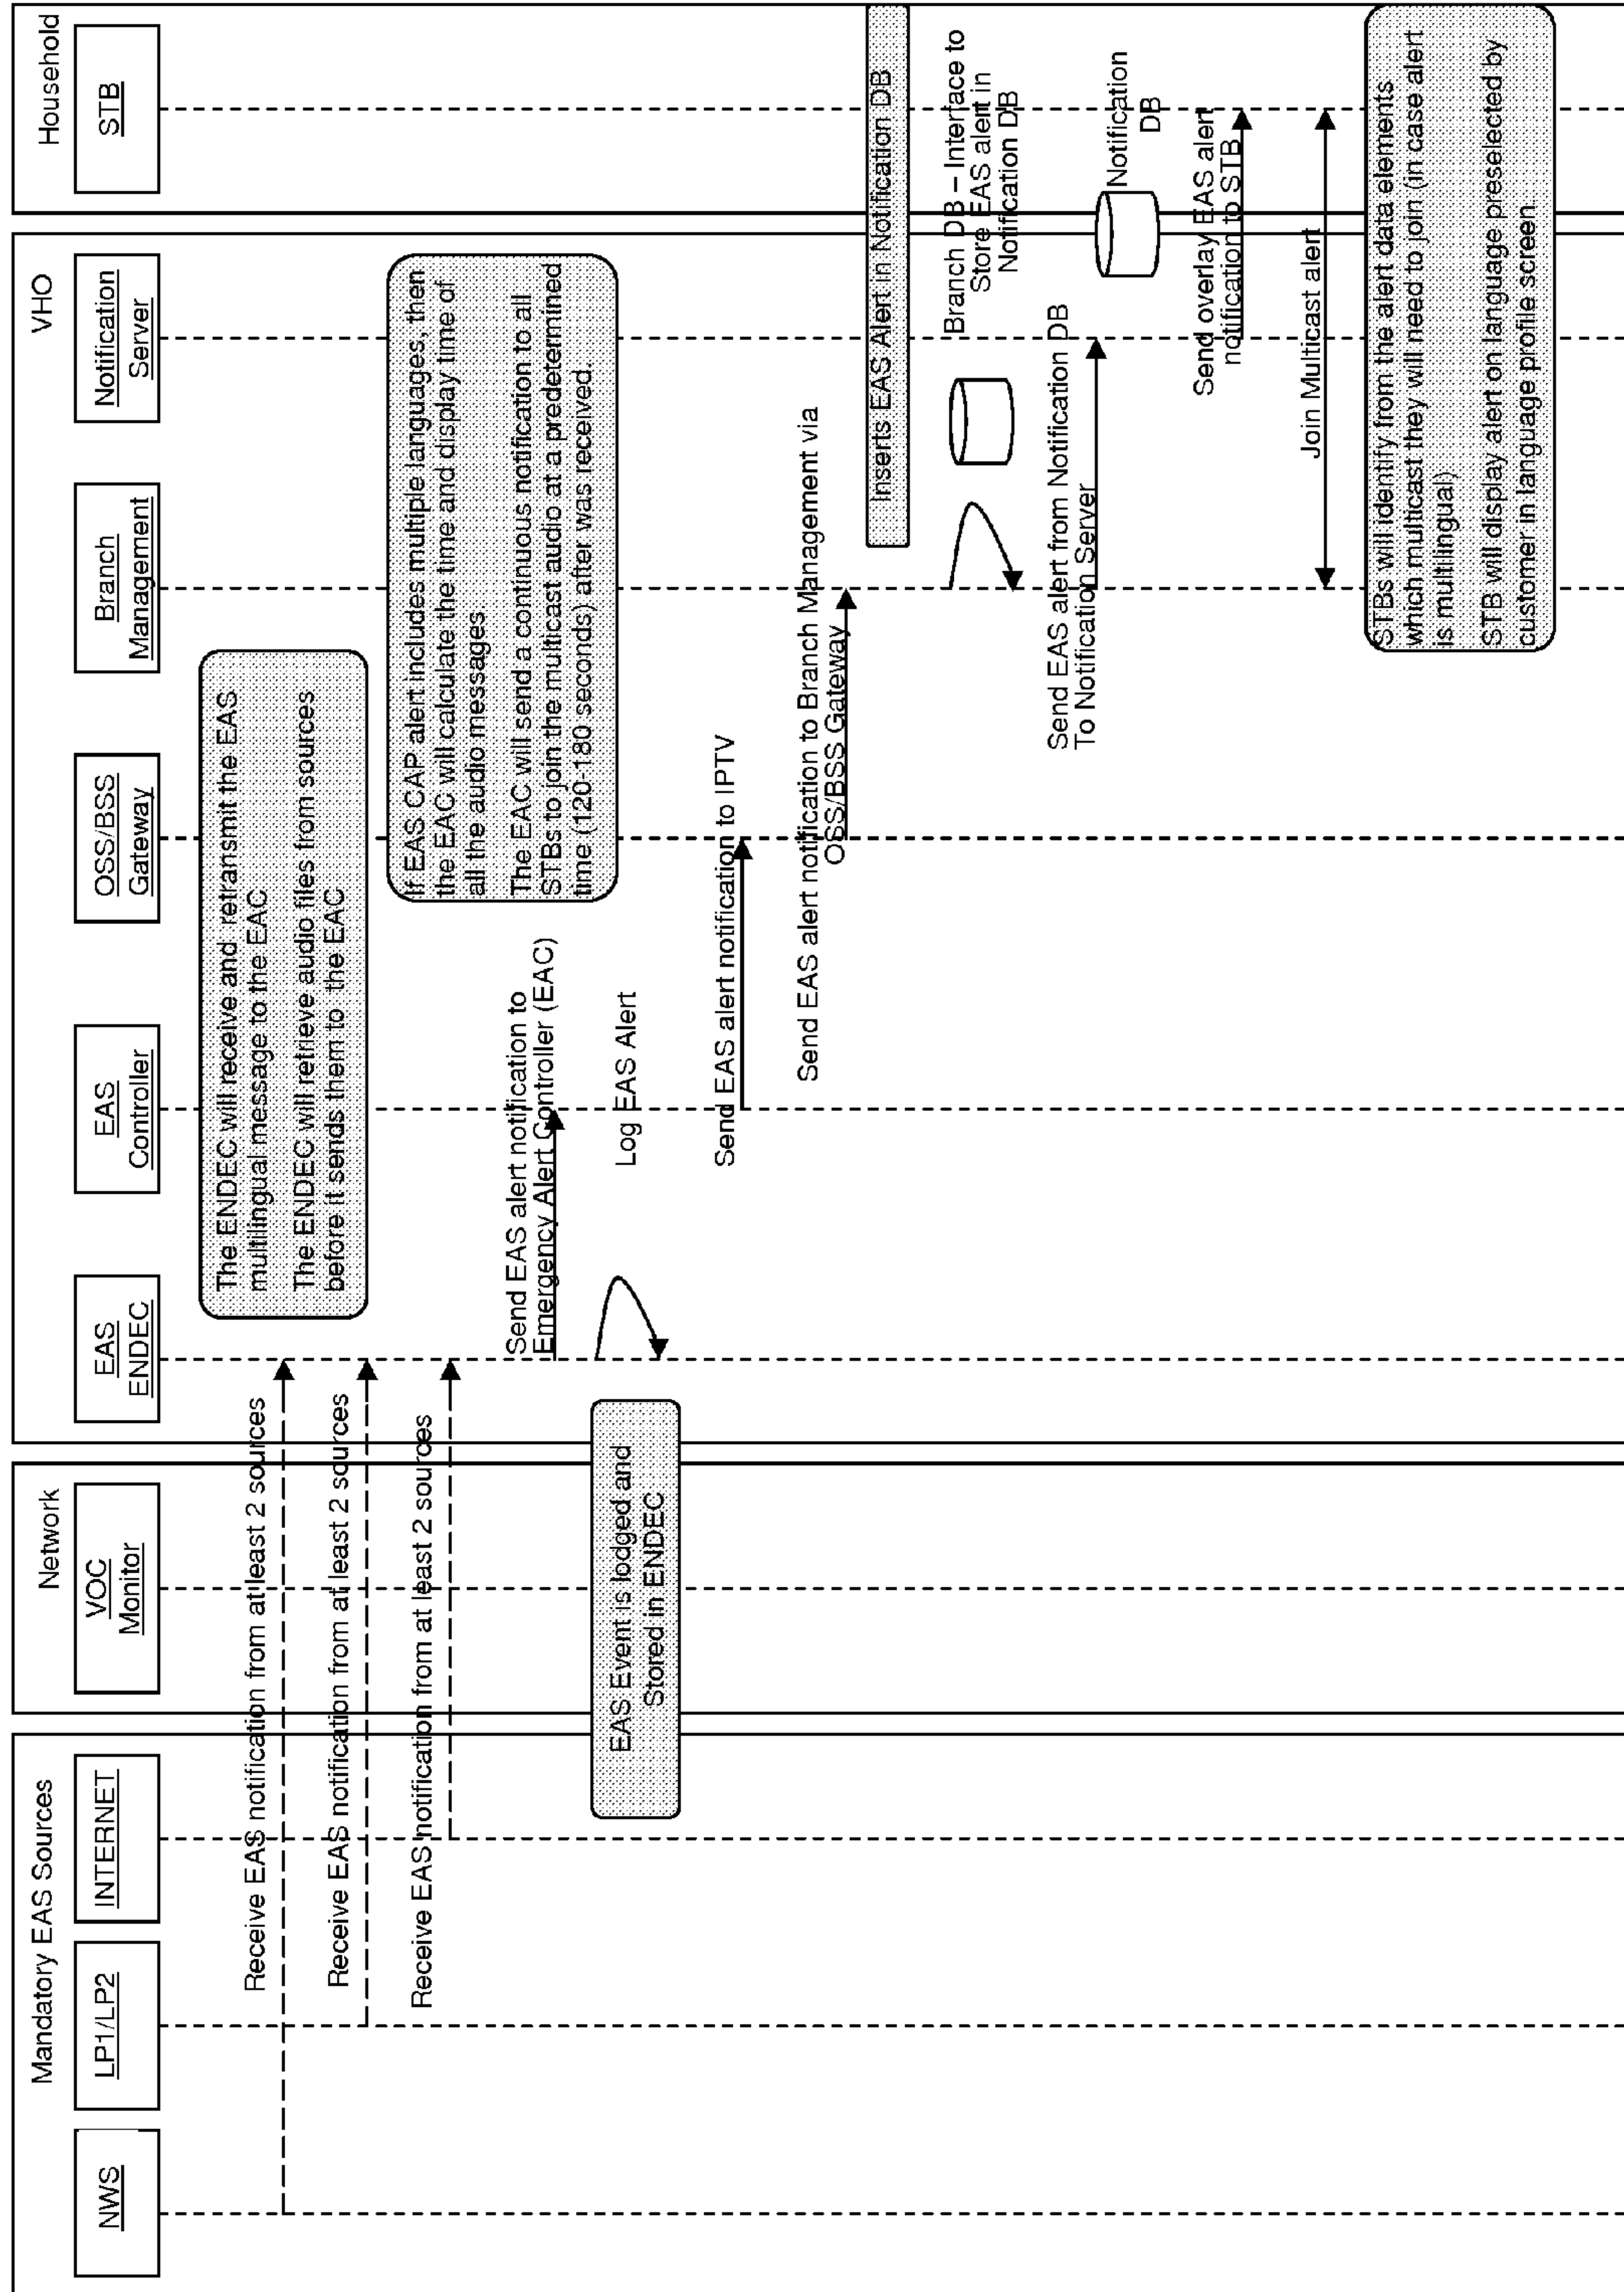 Mandatory EAS Sources
Network
VHO
Household
NWS
LP1/LP2
INTERNET
VOC
Monitor
EAS
ENDEC
EAS
Controller
OSS/BSS
Gateway
Branch
Management
Notification
Server
STB
Receive EAS notification from at least 2 sources
Receive EAS notification from at least 2 sources
Receive EAS notification from at least 2 sources
The ENDEC will receive and retransmit the EAS
multilingual message to the EAC
The ENDEC will retrieve audio files from sources
before it sends them to the EAC
If EAS CAP alert includes multiple languages, then
the EAC will calculate the time and display time of
all the audio messages
The EAC will send a continuous notification to all
STBs to join the multicast audio at a predetermined
time (120-180 seconds) after was received.
Send EAS alert notification to
Emergency Alert Controller (EAC)
EAS Event is lodged and
Stored in ENDEC
Log EAS Alert
Send EAS alert notification to IPTV
Send EAS alert notification to Branch Management via
OSS/BSS Gateway
Inserts EAS Alert in Notification DB
Branch DB – Interface to
Store EAS alert in
Notification DB
Send EAS alert from Notification DB
To Notification Server
Notification
DB
Send overlay EAS alert
notification to STB
Join Multicast alert
STBs will identify from the alert data elements
which multicast they will need to join (in case alert
is multilingual)
STB will display alert on language preselected by
customer in language profile screen